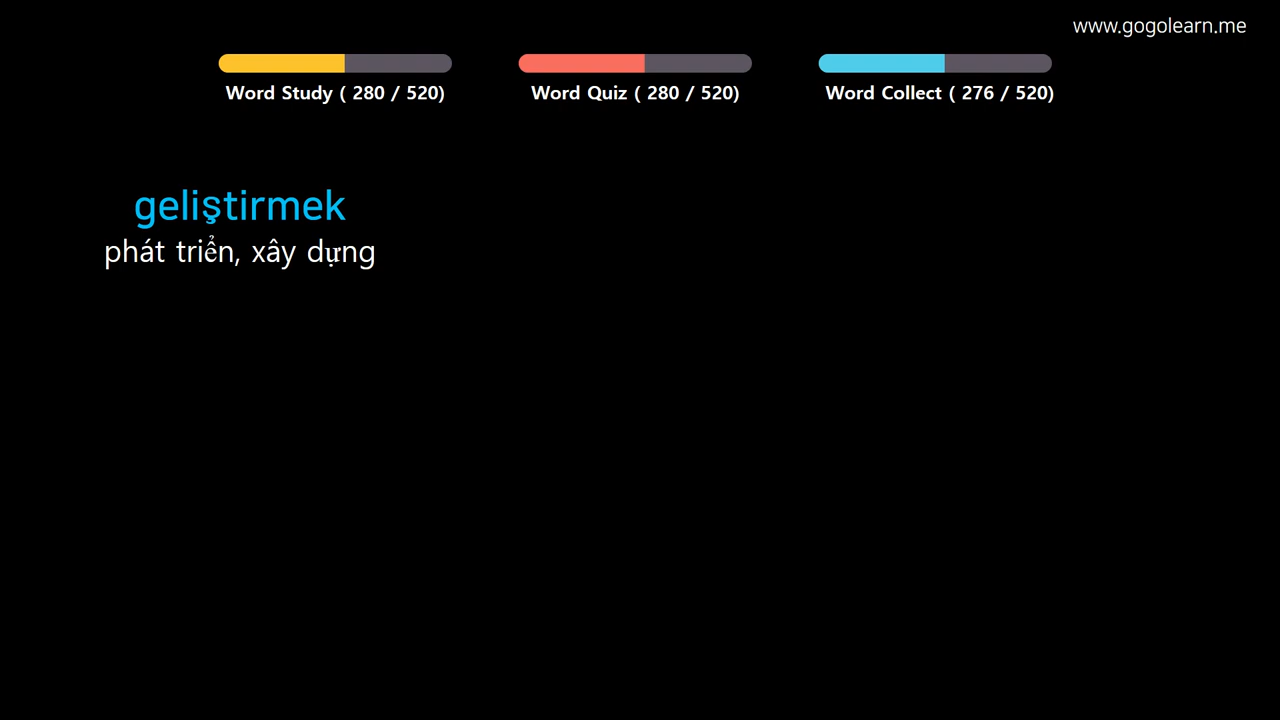 www.gogolearn.me
Word Study ( 280 / 520)
Word Quiz ( 280 / 520)
Word Collect ( 276 / 520)
geliştirmek
phát triển, xây dựng